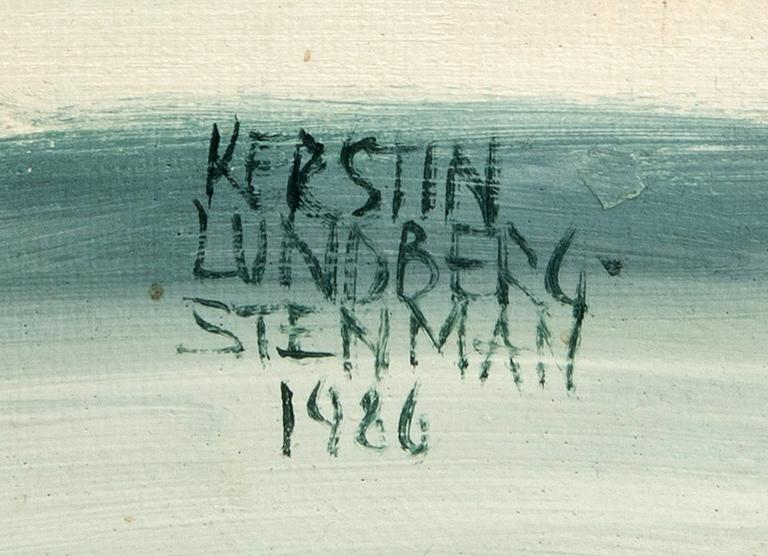 KERSTIN
LUNDBERG-
STENMAN
1986